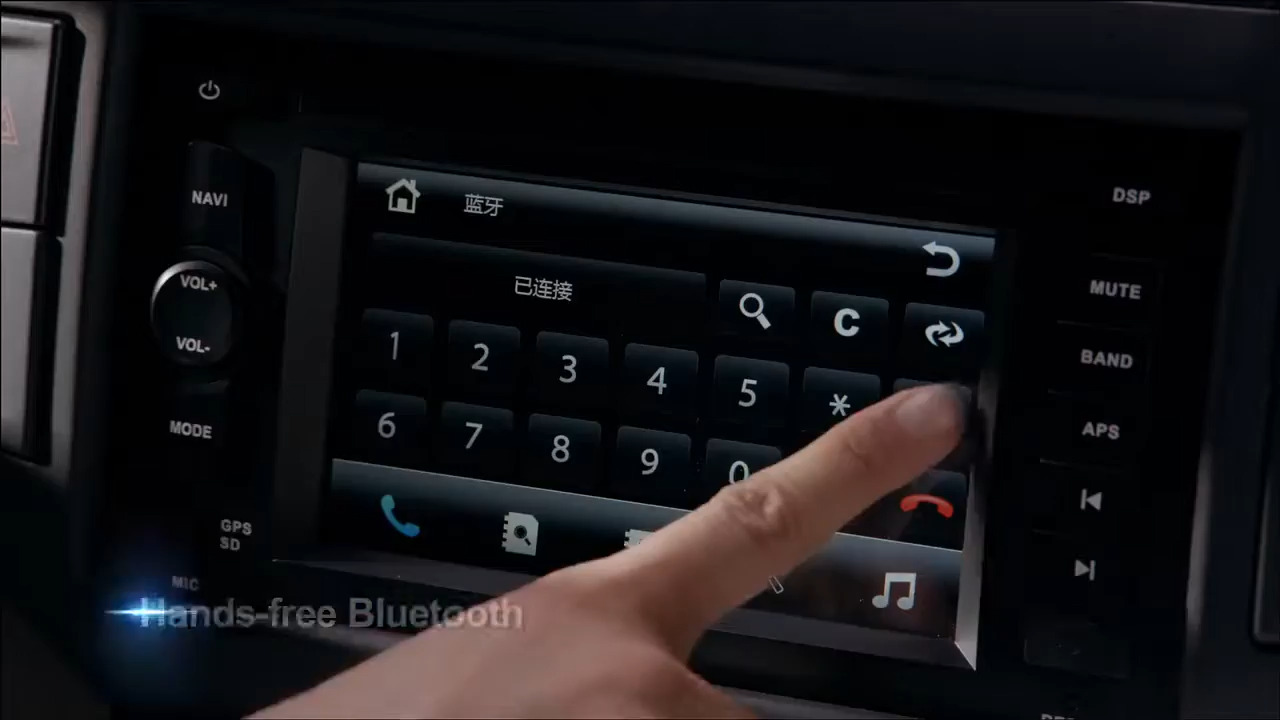 NAVI
VOL+
VOL-
MODE
GPS
SD
MIC
蓝牙
已连接
C
1 2 3 4 5 *
6 7 8 9 0
DSP
MUTE
BAND
APS
Hands-free Bluetooth